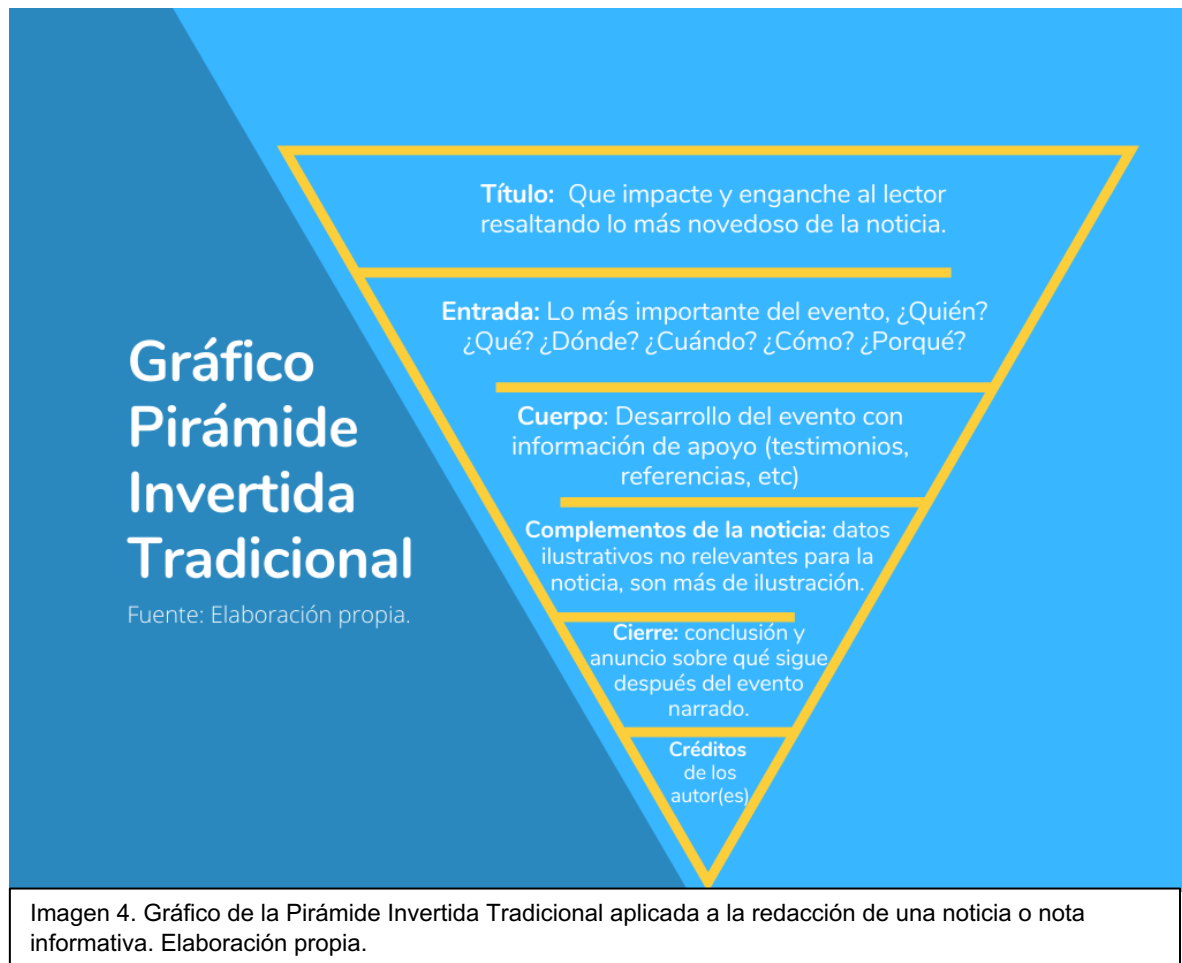 Gráfico
Pirámide
Invertida
Tradicional
Fuente: Elaboración propia.
Título: Que impacte y enganche al lector
resaltando lo más novedoso de la noticia.
Entrada: Lo más importante del evento, ¿Quién?
¿Qué? ¿Dónde? ¿Cuándo? ¿Cómo? ¿Porqué?
Cuerpo: Desarrollo del evento con
información de apoyo (testimonios,
referencias, etc)
Complementos de la noticia: datos
ilustrativos no relevantes para la
noticia, son más de ilustración.
Cierre: conclusión y
anuncio sobre qué sigue
después del evento
narrado.
Créditos
de los
autor(es)
Imagen 4. Gráfico de la Pirámide Invertida Tradicional aplicada a la redacción de una noticia o nota
informativa. Elaboración propia.